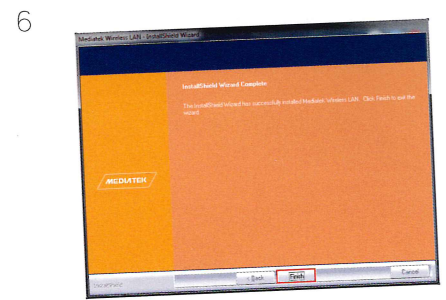 6
Mediatek Wireless LAN - InstallShield Wizard
InstallShield Wizard Complete
The InstallShield Wizard has successfully installed Mediatek Wireless LAN. Click Finish to exit the
wizard.
MEDIATEK
InstallShield
< Back
Finish
Cancel